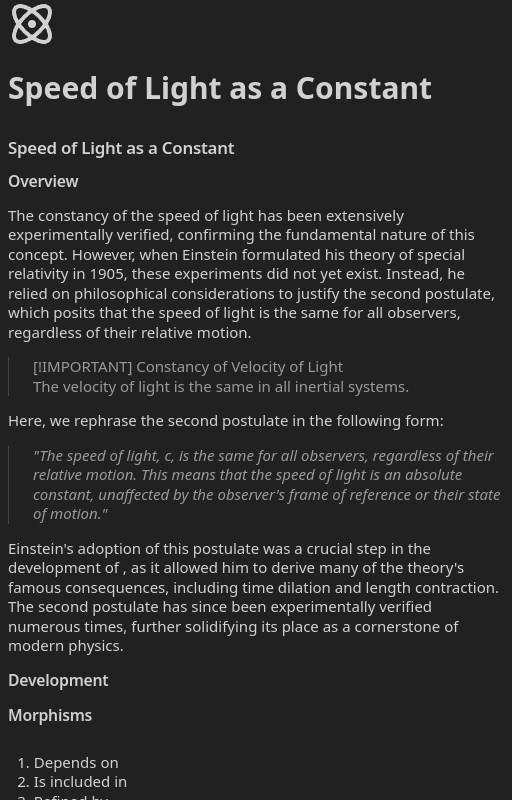 Speed of Light as a Constant
Speed of Light as a Constant
Overview
The constancy of the speed of light has been extensively
experimentally verified, confirming the fundamental nature of this
concept. However, when Einstein formulated his theory of special
relativity in 1905, these experiments did not yet exist. Instead, he
relied on philosophical considerations to justify the second postulate,
which posits that the speed of light is the same for all observers,
regardless of their relative motion.
[!IMPORTANT] Constancy of Velocity of Light
The velocity of light is the same in all inertial systems.
Here, we rephrase the second postulate in the following form:
"The speed of light, c, is the same for all observers, regardless of their
relative motion. This means that the speed of light is an absolute
constant, unaffected by the observer's frame of reference or their state
of motion."
Einstein's adoption of this postulate was a crucial step in the
development of , as it allowed him to derive many of the theory's
famous consequences, including time dilation and length contraction.
The second postulate has since been experimentally verified
numerous times, further solidifying its place as a cornerstone of
modern physics.
Development
Morphisms
1. Depends on
2. Is included in
3. Refined by